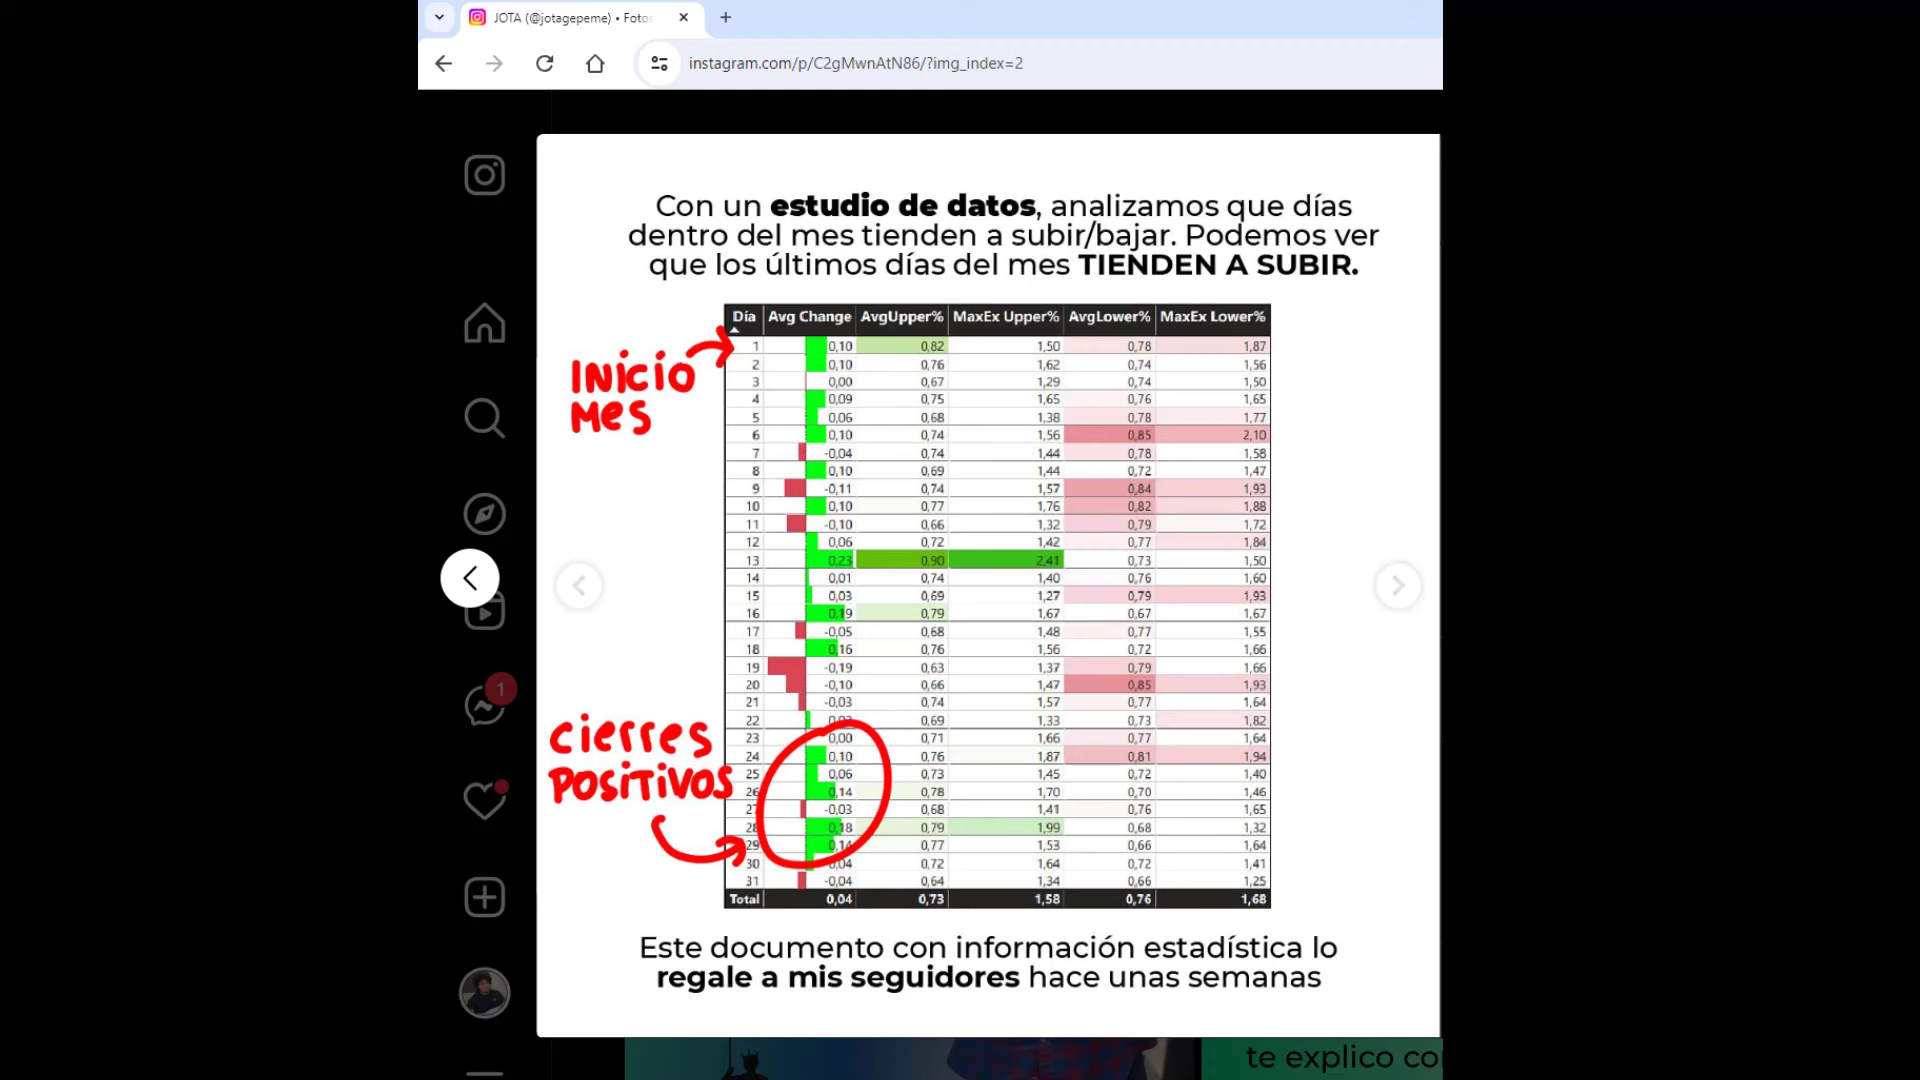 JOTA (@jotagepeme) • Fotos
instagram.com/p/C2gMwnAtN86/?img_index=2
Con un estudio de datos, analizamos que días
dentro del mes tienden a subir/bajar. Podemos ver
que los últimos días del mes TIENDEN A SUBIR.
Día Avg Change AvgUpper% MaxEx Upper% AvgLower% MaxEx Lower%
1 0,10 0,82 1,50 0,78 1,87
2 0,10 0,76 1,62 0,74 1,56
3 0,00 0,67 1,29 0,74 1,50
4 0,09 0,75 1,65 0,76 1,65
5 0,06 0,68 1,38 0,78 1,77
6 0,10 0,74 1,56 0,85 2,10
7 -0,04 0,74 1,44 0,78 1,58
8 0,10 0,69 1,44 0,72 1,47
9 -0,11 0,74 1,57 0,84 1,93
10 0,10 0,77 1,76 0,82 1,88
11 -0,10 0,66 1,32 0,79 1,72
12 0,06 0,72 1,42 0,77 1,84
13 0,23 0,90 2,41 0,73 1,50
14 0,01 0,74 1,40 0,76 1,60
15 0,03 0,69 1,27 0,79 1,93
16 0,19 0,79 1,67 0,67 1,67
17 -0,05 0,68 1,48 0,77 1,55
18 0,16 0,76 1,56 0,72 1,66
19 -0,19 0,63 1,37 0,79 1,66
20 -0,10 0,66 1,47 0,85 1,93
21 -0,03 0,74 1,57 0,77 1,64
22 0,69 1,33 0,73 1,82
23 0,00 0,71 1,66 0,77 1,64
24 0,10 0,76 1,87 0,81 1,94
25 0,06 0,73 1,45 0,72 1,40
26 0,14 0,78 1,70 0,70 1,46
27 -0,03 0,68 1,41 0,76 1,65
28 0,18 0,79 1,99 0,68 1,32
29 0,14 0,77 1,53 0,66 1,64
30 0,04 0,72 1,64 0,72 1,41
31 -0,04 0,64 1,34 0,66 1,25
Total 0,04 0,73 1,58 0,76 1,68
INICIO
MES
CIERRES
POSITIVOS
1
Este documento con información estadística lo
regale a mis seguidores hace unas semanas
te explico co